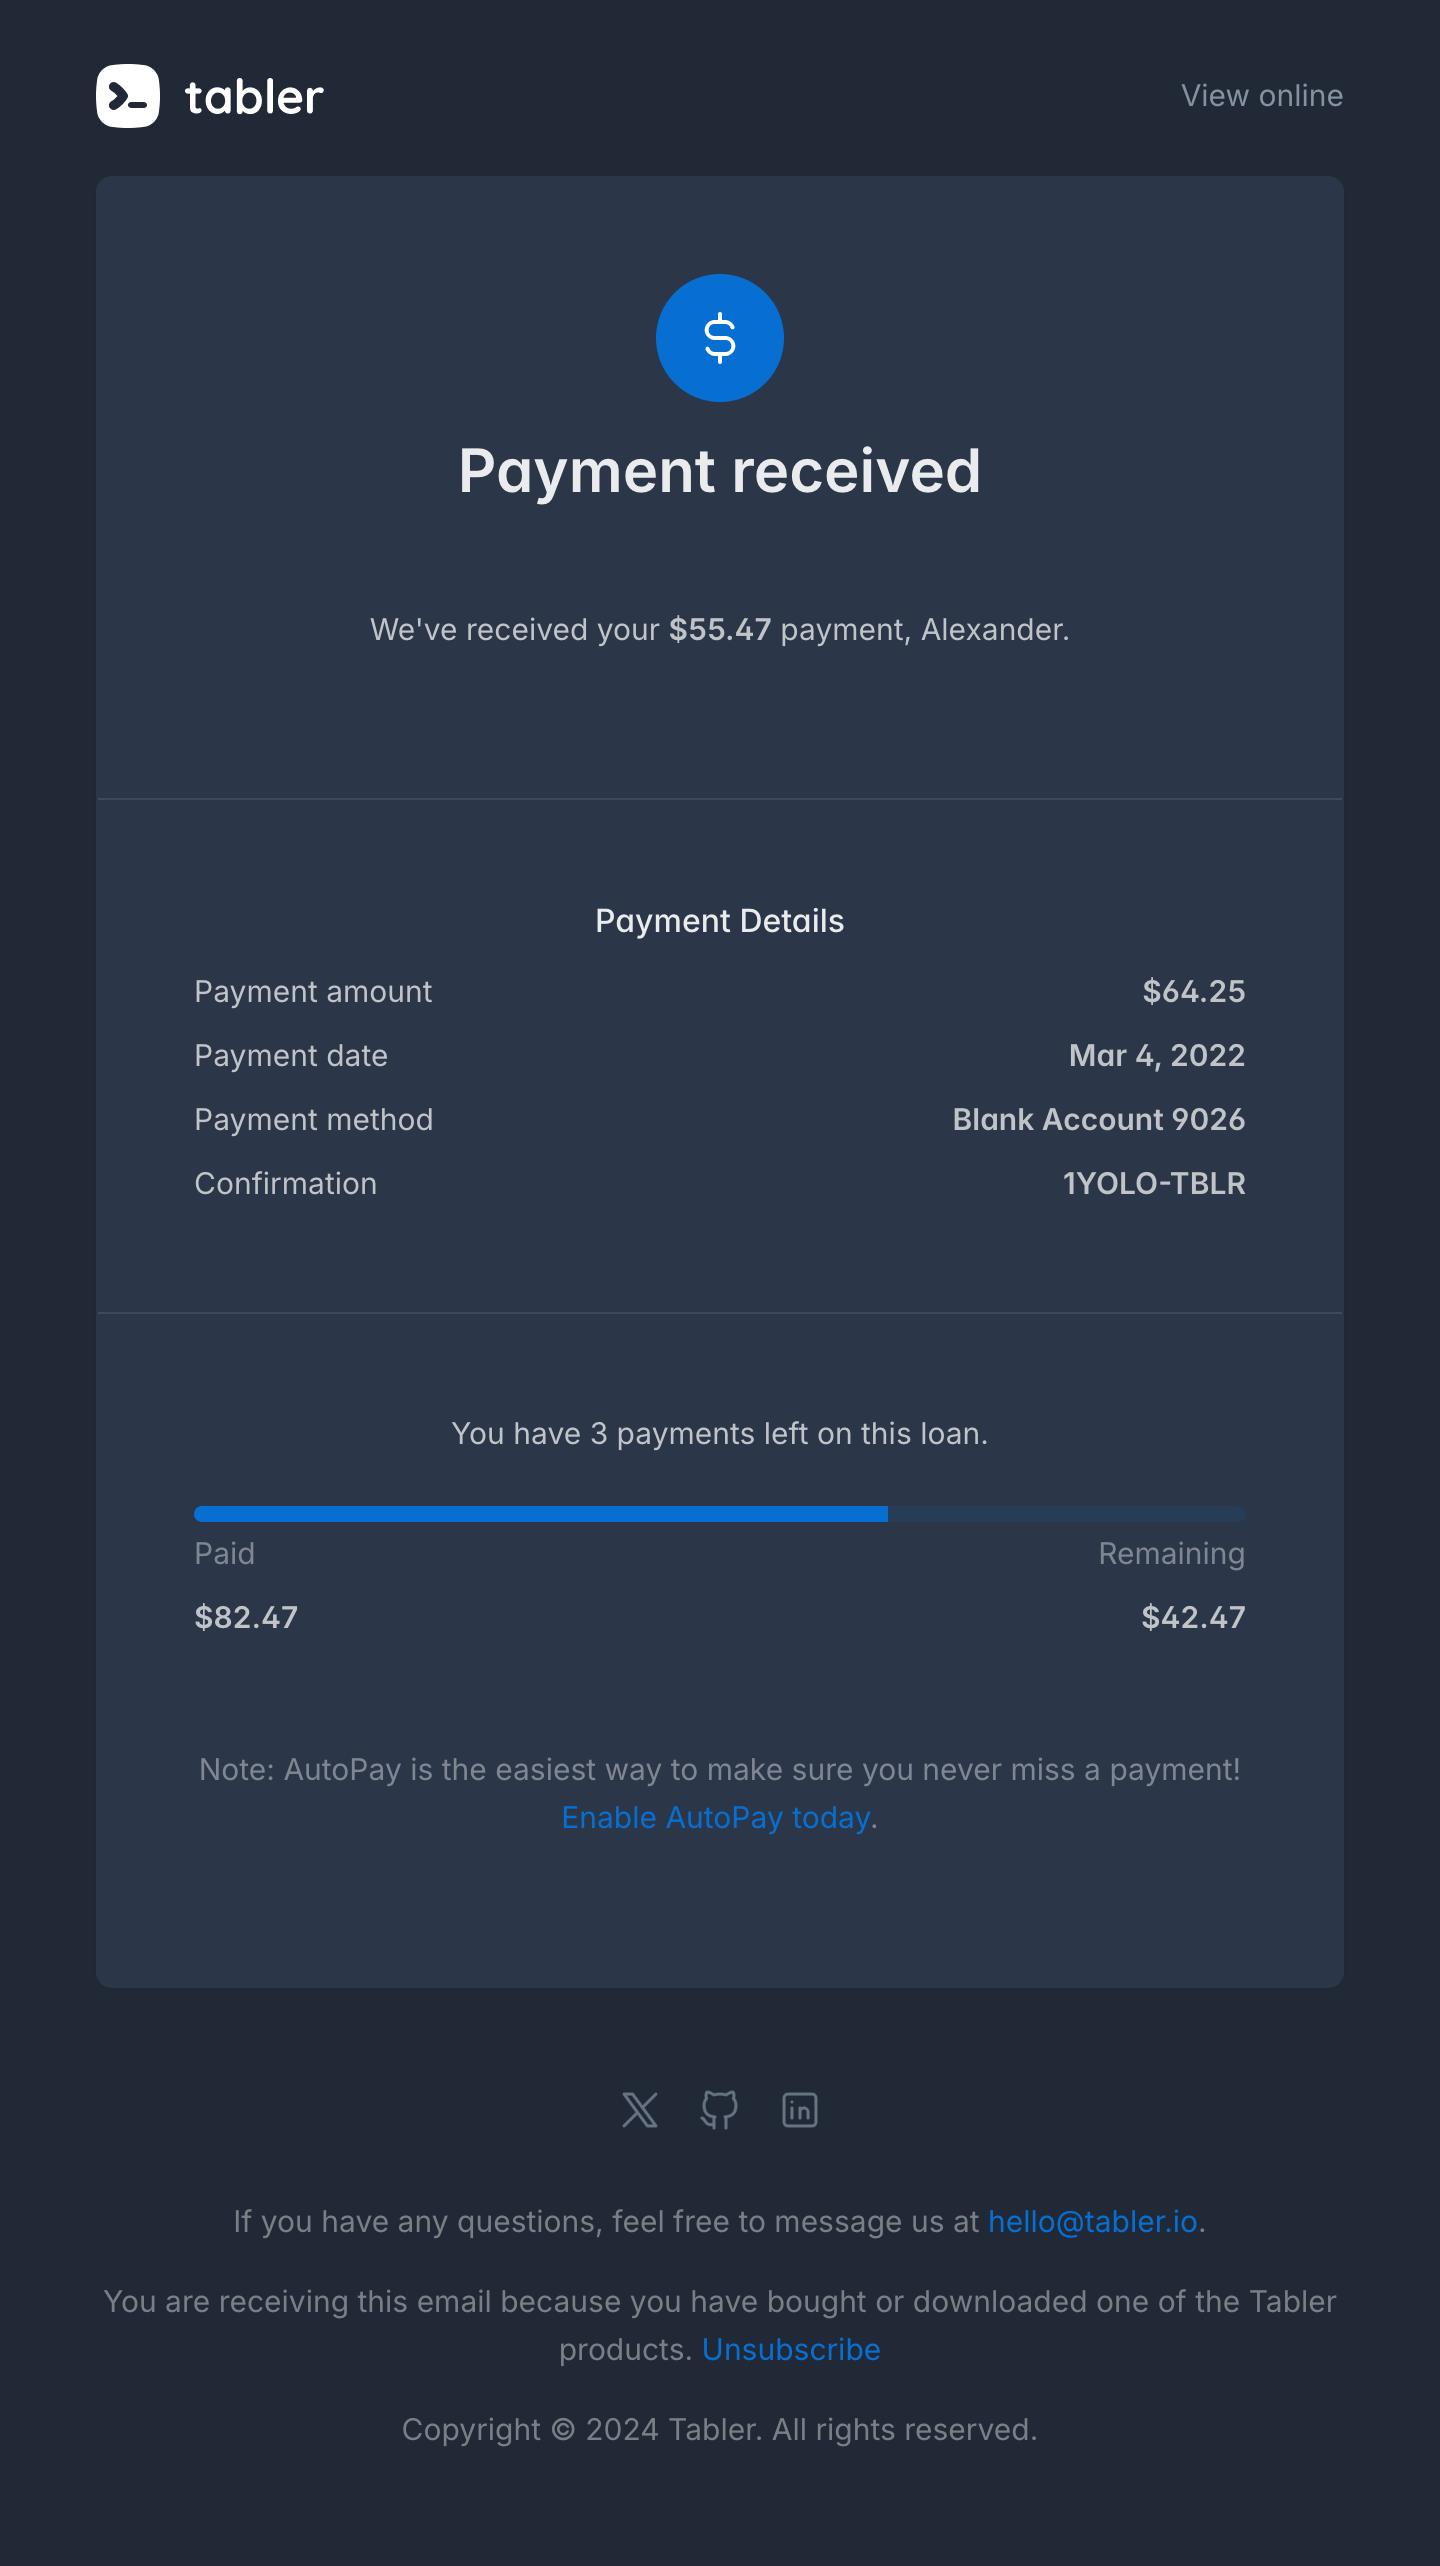 tabler
View online
Payment received
We've received your $55.47 payment, Alexander.
Payment Details
Payment amount $64.25
Payment date Mar 4, 2022
Payment method Blank Account 9026
Confirmation 1YOLO-TBLR
You have 3 payments left on this loan.
Paid Remaining
$82.47 $42.47
Note: AutoPay is the easiest way to make sure you never miss a payment!
Enable AutoPay today.
If you have any questions, feel free to message us at hello@tabler.io.
You are receiving this email because you have bought or downloaded one of the Tabler
products. Unsubscribe
Copyright © 2024 Tabler. All rights reserved.